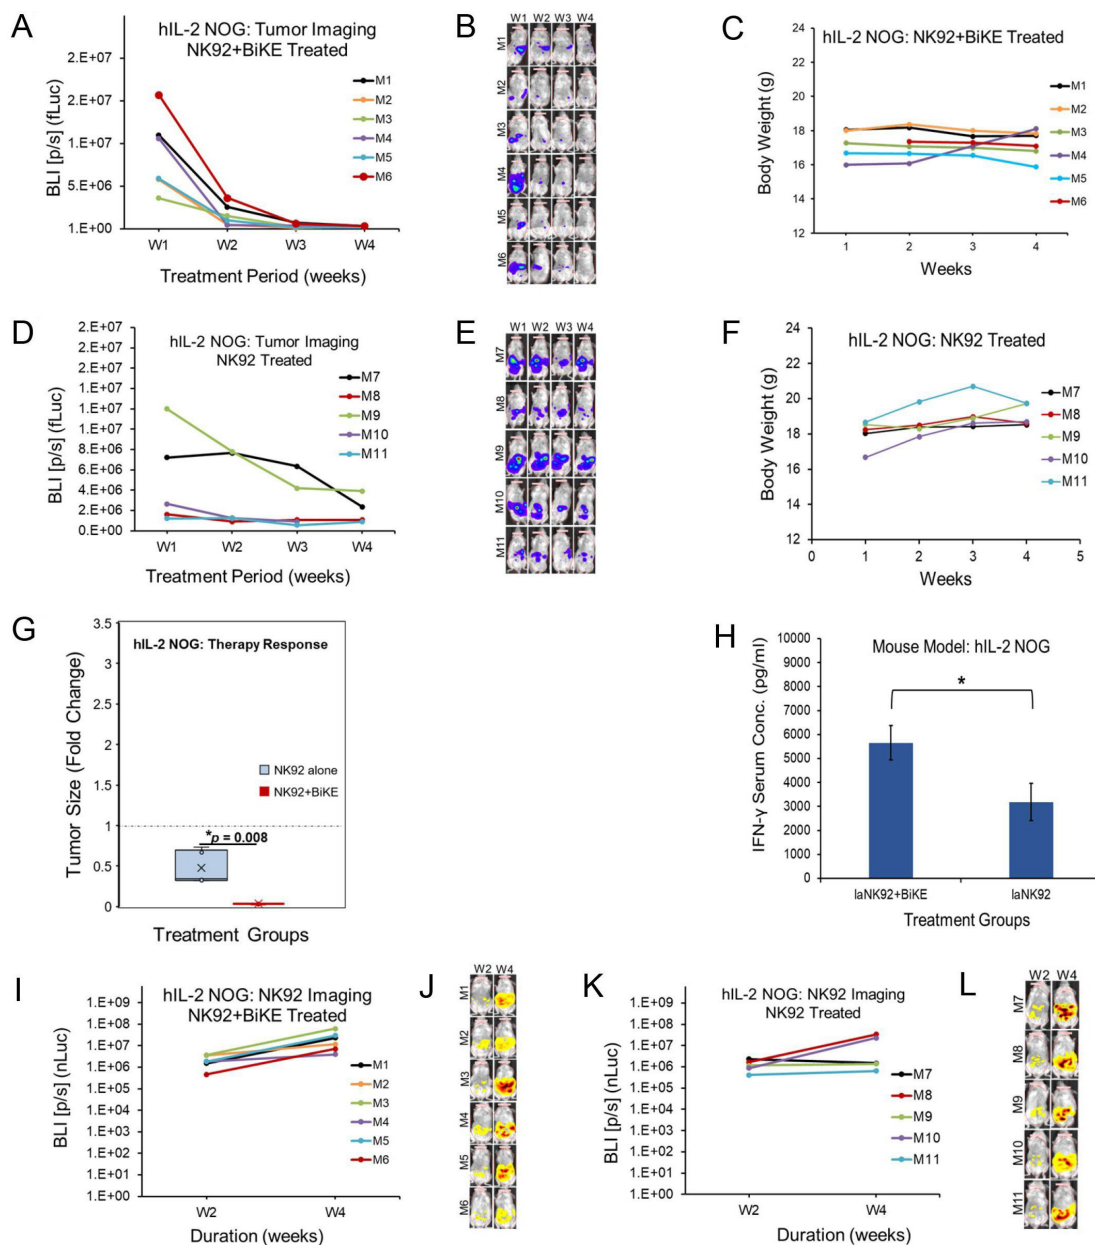 A
hIL-2 NOG: Tumor Imaging
NK92+BiKE Treated
BLI [p/s] (fLuc)
2.E+07
2.E+07
1.E+07
5.E+06
1.E+00
M1
M2
M3
M4
M5
M6
W1 W2 W3 W4
Treatment Period (weeks)
B
W1 W2 W3 W4
M1
M2
M3
M4
M5
M6
C
hIL-2 NOG: NK92+BiKE Treated
Body Weight (g)
24
22
20
18
16
14
12
M1
M2
M3
M4
M5
M6
1 2 3 4
Weeks
D
hIL-2 NOG: Tumor Imaging
NK92 Treated
BLI [p/s] (fLuc)
2.E+07
2.E+07
1.E+07
1.E+07
1.E+07
8.E+06
6.E+06
4.E+06
2.E+06
0.E+00
M7
M8
M9
M10
M11
W1 W2 W3 W4
Treatment Period (weeks)
E
W1 W2 W3 W4
M7
M8
M9
M10
M11
F
hIL-2 NOG: NK92 Treated
Body Weight (g)
24
22
20
18
16
14
12
M7
M8
M9
M10
M11
0 1 2 3 4 5
Weeks
G
hIL-2 NOG: Therapy Response
Tumor Size (Fold Change)
3.5
3
2.5
2
1.5
1
0.5
0
NK92 alone
NK92+BiKE
*p = 0.008
Treatment Groups
H
Mouse Model: hIL-2 NOG
IFN-γ Serum Conc. (pg/ml)
10000
9000
8000
7000
6000
5000
4000
3000
2000
1000
0
*
laNK92+BiKE laNK92
Treatment Groups
I
hIL-2 NOG: NK92 Imaging
NK92+BiKE Treated
BLI [p/s] (nLuc)
1.E+09
1.E+08
1.E+07
1.E+06
1.E+05
1.E+04
1.E+03
1.E+02
1.E+01
1.E+00
M1
M2
M3
M4
M5
M6
W2 W4
Duration (weeks)
J
W2 W4
M1
M2
M3
M4
M5
M6
K
hIL-2 NOG: NK92 Imaging
NK92 Treated
BLI [p/s] (nLuc)
1.E+09
1.E+08
1.E+07
1.E+06
1.E+05
1.E+04
1.E+03
1.E+02
1.E+01
1.E+00
M7
M8
M9
M10
M11
W2 W4
Duration (weeks)
L
W2 W4
M7
M8
M9
M10
M11